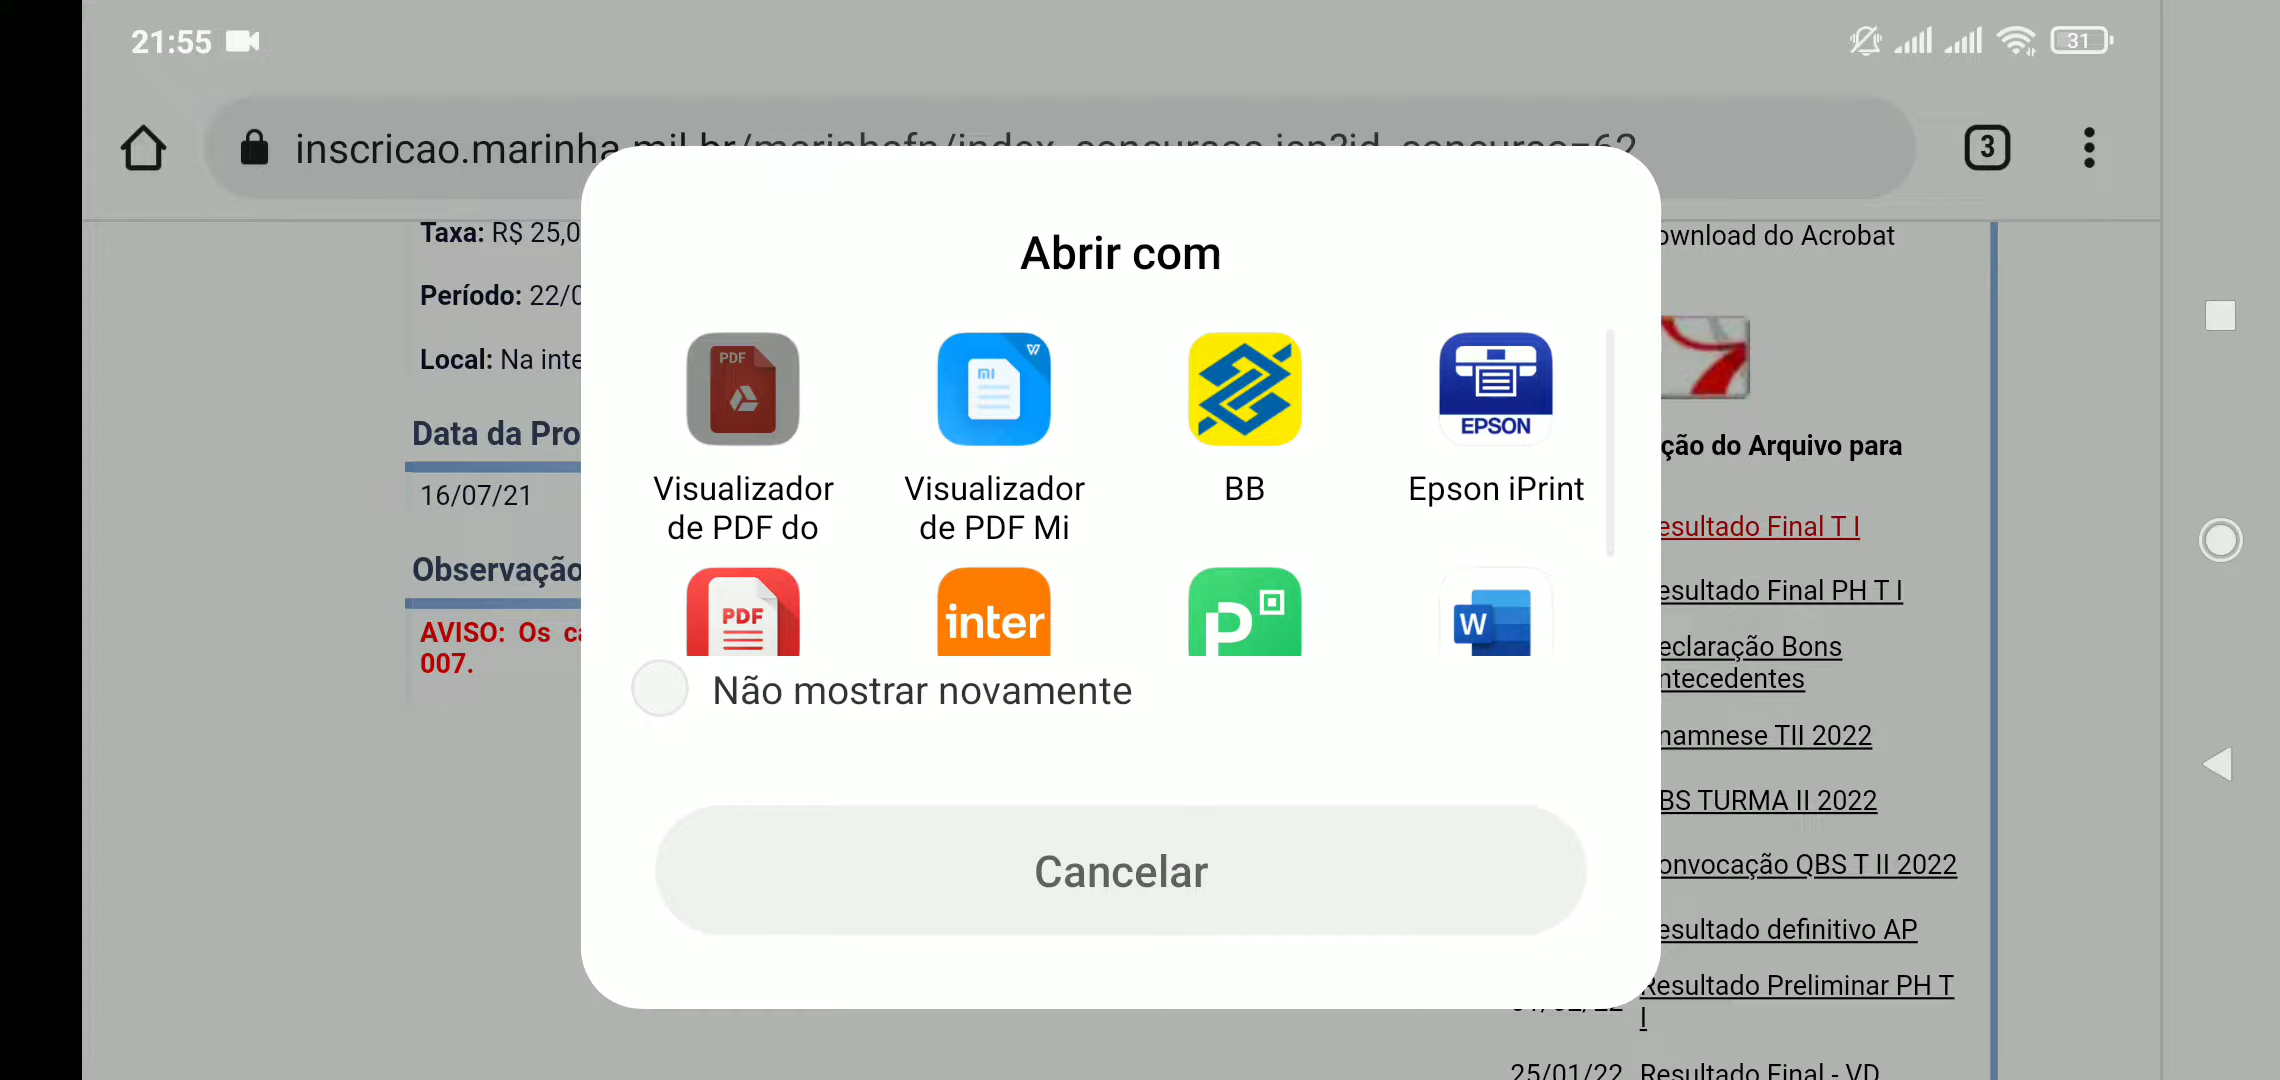 21:55
31
inscricao.marinha.mil.br/marinhafn/index_concursos.jsp?id_concurso=62
3
Taxa: R$ 25,0
Período: 22/0
Local: Na inte
Data da Pro
16/07/21
Observação
AVISO: Os ca
007.
Abrir com
PDF
Visualizador
de PDF do
mi
W
Visualizador
de PDF Mi
BB
EPSON
Epson iPrint
PDF
inter
P
W
Não mostrar novamente
Cancelar
ownload do Acrobat
ção do Arquivo para
esultado Final T I
esultado Final PH T I
eclaração Bons
ntecedentes
namnese TII 2022
BS TURMA II 2022
onvocação QBS T II 2022
esultado definitivo AP
Resultado Preliminar PH T
I
25/01/22 Resultado Final - VD